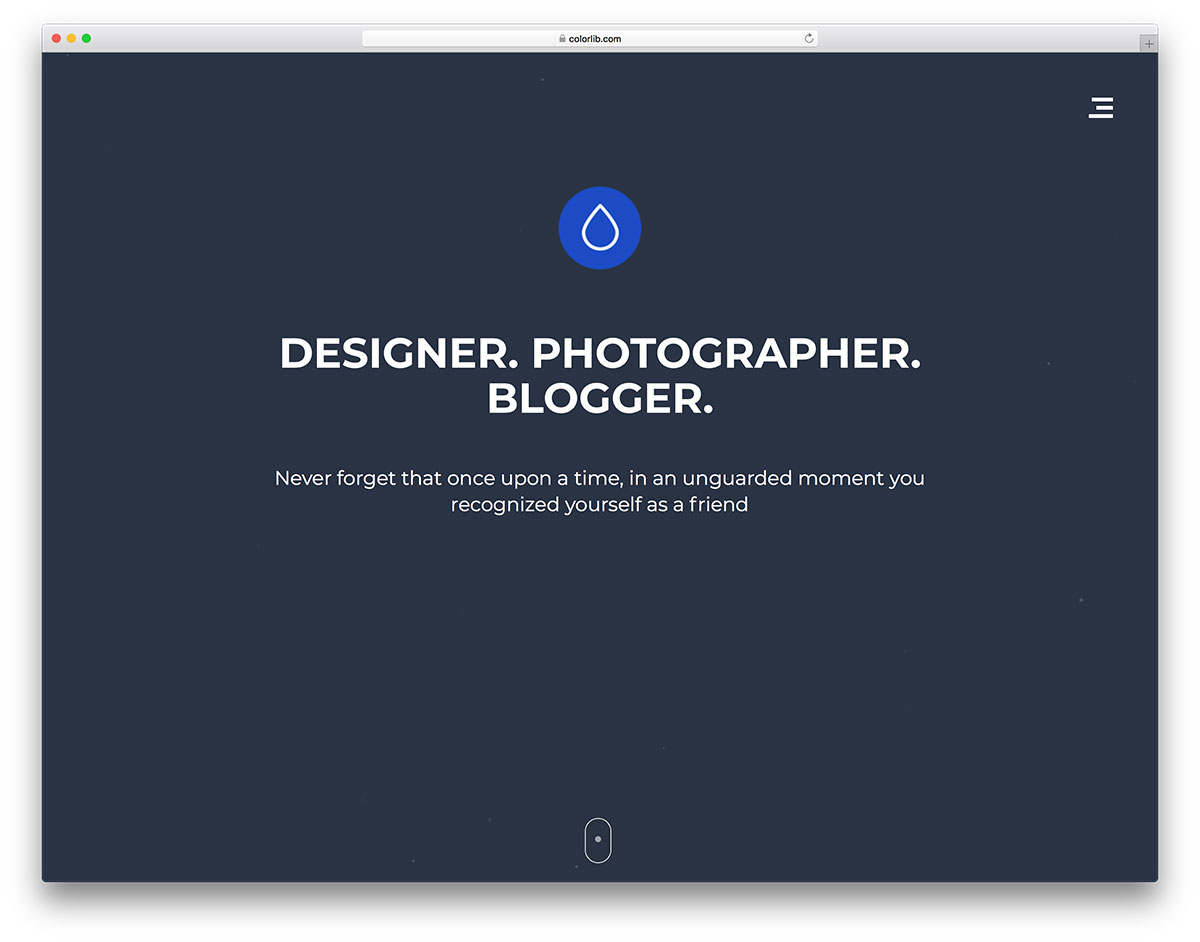 colorlib.com
DESIGNER. PHOTOGRAPHER.
BLOGGER.
Never forget that once upon a time, in an unguarded moment you
recognized yourself as a friend